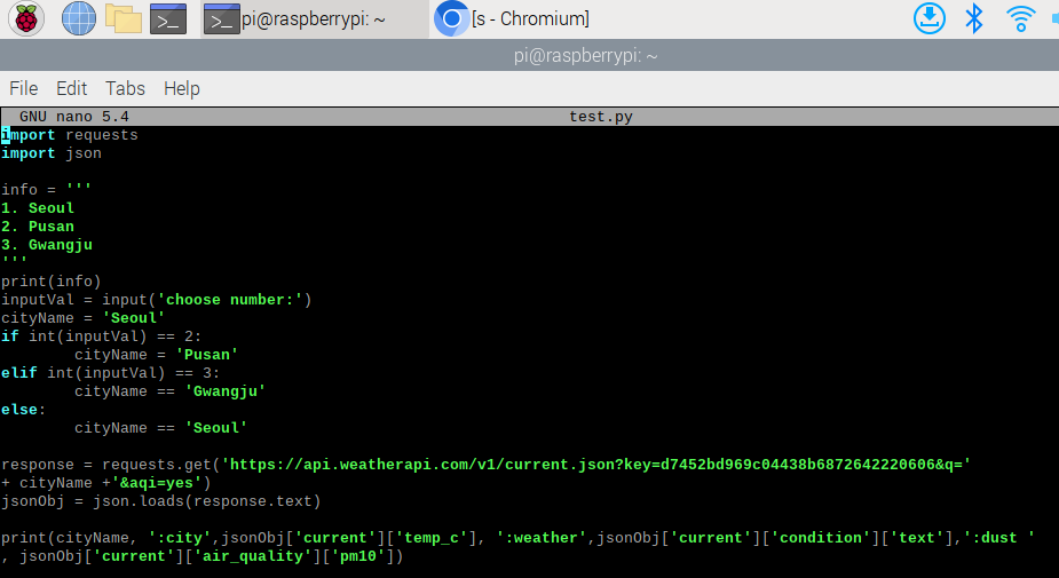 pi@raspberrypi: ~ [s - Chromium]
pi@raspberrypi: ~
File Edit Tabs Help
GNU nano 5.4 test.py
import requests
import json
info = '''
1. Seoul
2. Pusan
3. Gwangju
'''
print(info)
inputVal = input('choose number:')
cityName = 'Seoul'
if int(inputVal) == 2:
        cityName = 'Pusan'
elif int(inputVal) == 3:
        cityName == 'Gwangju'
else:
        cityName == 'Seoul'
response = requests.get('https://api.weatherapi.com/v1/current.json?key=d7452bd969c04438b6872642220606&q='
+ cityName +'&aqi=yes')
jsonObj = json.loads(response.text)
print(cityName, ':city',jsonObj['current']['temp_c'], ':weather',jsonObj['current']['condition']['text'],':dust '
, jsonObj['current']['air_quality']['pm10'])